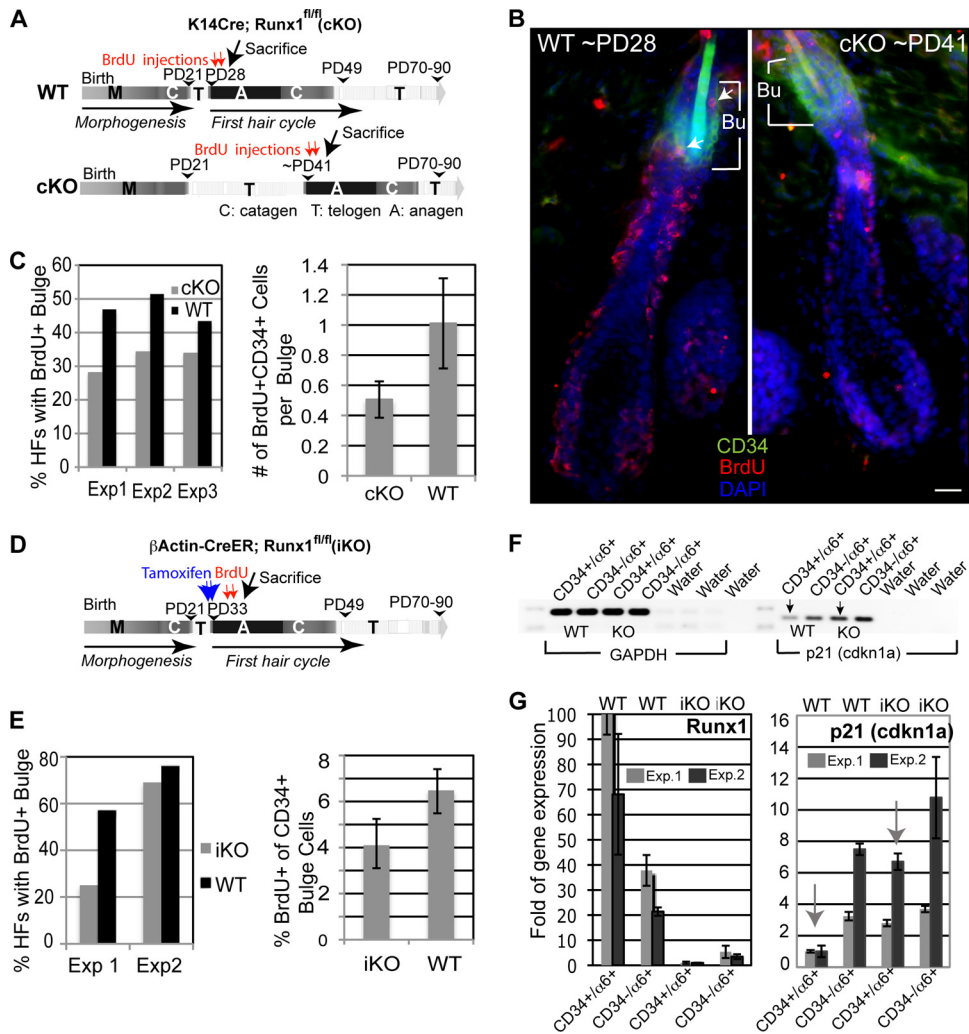 A
K14Cre; Runx1fl/fl(cKO)
BrdU injections
Sacrifice
PD21 PD28 PD49 PD70-90
WT
Birth
M C T A C T
Morphogenesis
First hair cycle
BrdU injections
Sacrifice
PD21 ~PD41 PD70-90
cKO
Birth
M T A C T
C: catagen T: telogen A: anagen
B
WT ~PD28
cKO ~PD41
Bu
Bu
CD34
BrdU
DAPI
C
% HFs with BrdU+ Bulge
60
50
40
30
20
10
0
cKO
WT
Exp1 Exp2 Exp3
# of BrdU+CD34+ Cells
per Bulge
1.4
1.2
1
0.8
0.6
0.4
0.2
0
cKO WT
D
βActin-CreER; Runx1fl/fl(iKO)
Tamoxifen BrdU
Sacrifice
Birth
PD21 PD33 PD49 PD70-90
M C T A C T
Morphogenesis
First hair cycle
E
% HFs with BrdU+ Bulge
80
60
40
20
0
iKO
WT
Exp 1 Exp2
% BrdU+ of CD34+
Bulge Cells
8
7
6
5
4
3
2
1
0
iKO WT
F
CD34+/α6+
CD34-/α6+
CD34+/α6+
CD34-/α6+
Water
Water
Water
WT KO
GAPDH
CD34+/α6+
CD34-/α6+
CD34+/α6+
CD34-/α6+
Water
Water
Water
WT KO
p21 (cdkn1a)
G
WT WT iKO iKO
Runx1
Exp.1 Exp.2
Fold of gene expression
100
90
80
70
60
50
40
30
20
10
0
CD34+/α6+
CD34-/α6+
CD34+/α6+
CD34-/α6+
WT WT iKO iKO
p21 (cdkn1a)
Exp.1 Exp.2
16
14
12
10
8
6
4
2
0
CD34+/α6+
CD34-/α6+
CD34+/α6+
CD34-/α6+